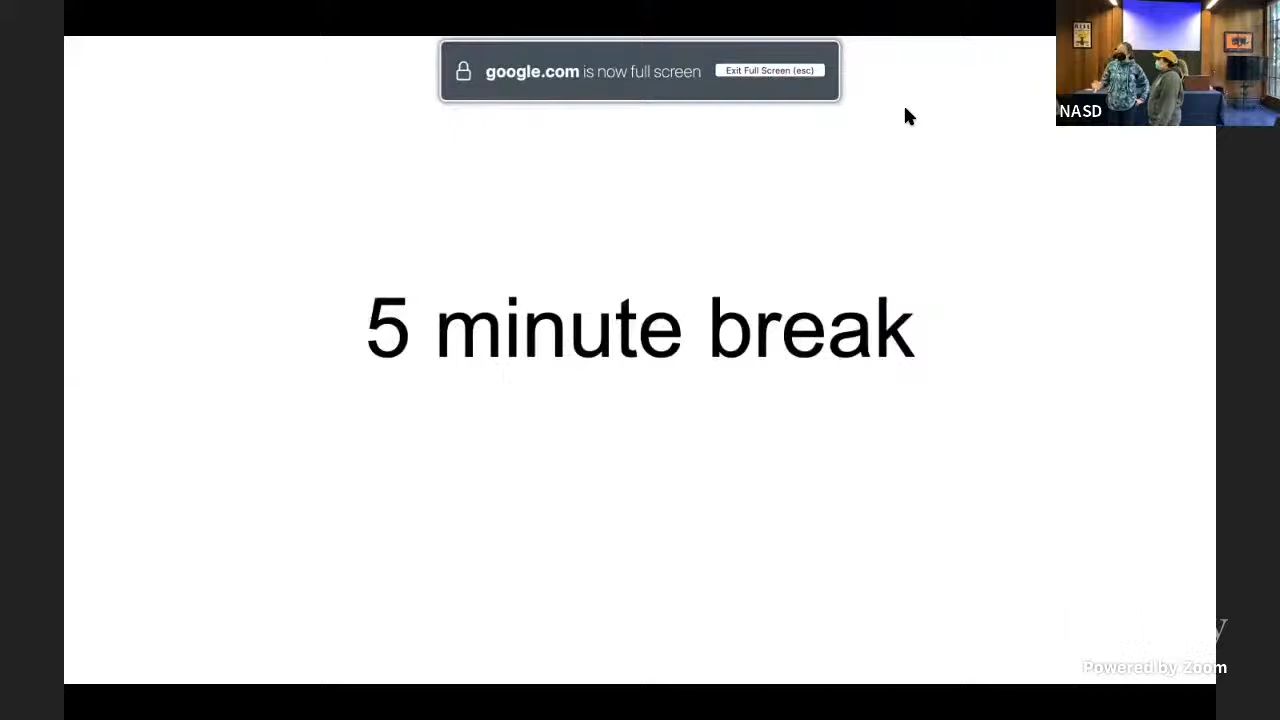 google.com is now full screen Exit Full Screen (esc)
NASD
5 minute break
Powered by Zoom